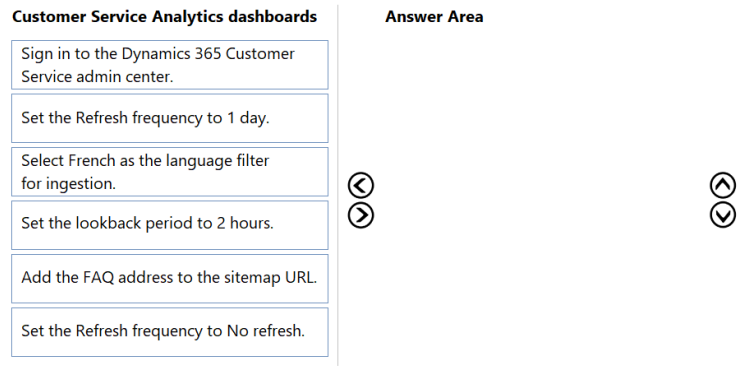 Customer Service Analytics dashboards
Answer Area
Sign in to the Dynamics 365 Customer
Service admin center.
Set the Refresh frequency to 1 day.
Select French as the language filter
for ingestion.
Set the lookback period to 2 hours.
Add the FAQ address to the sitemap URL.
Set the Refresh frequency to No refresh.